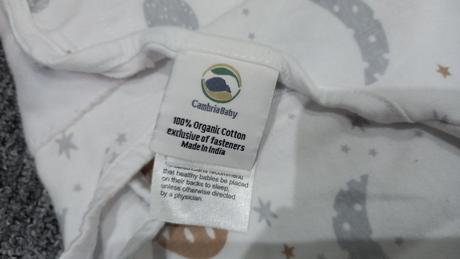 CambriaBaby
100% Organic Cotton
exclusive of fasteners
Made In India
recommend
that healthy babies be placed
on their backs to sleep,
unless otherwise directed
by a physician.